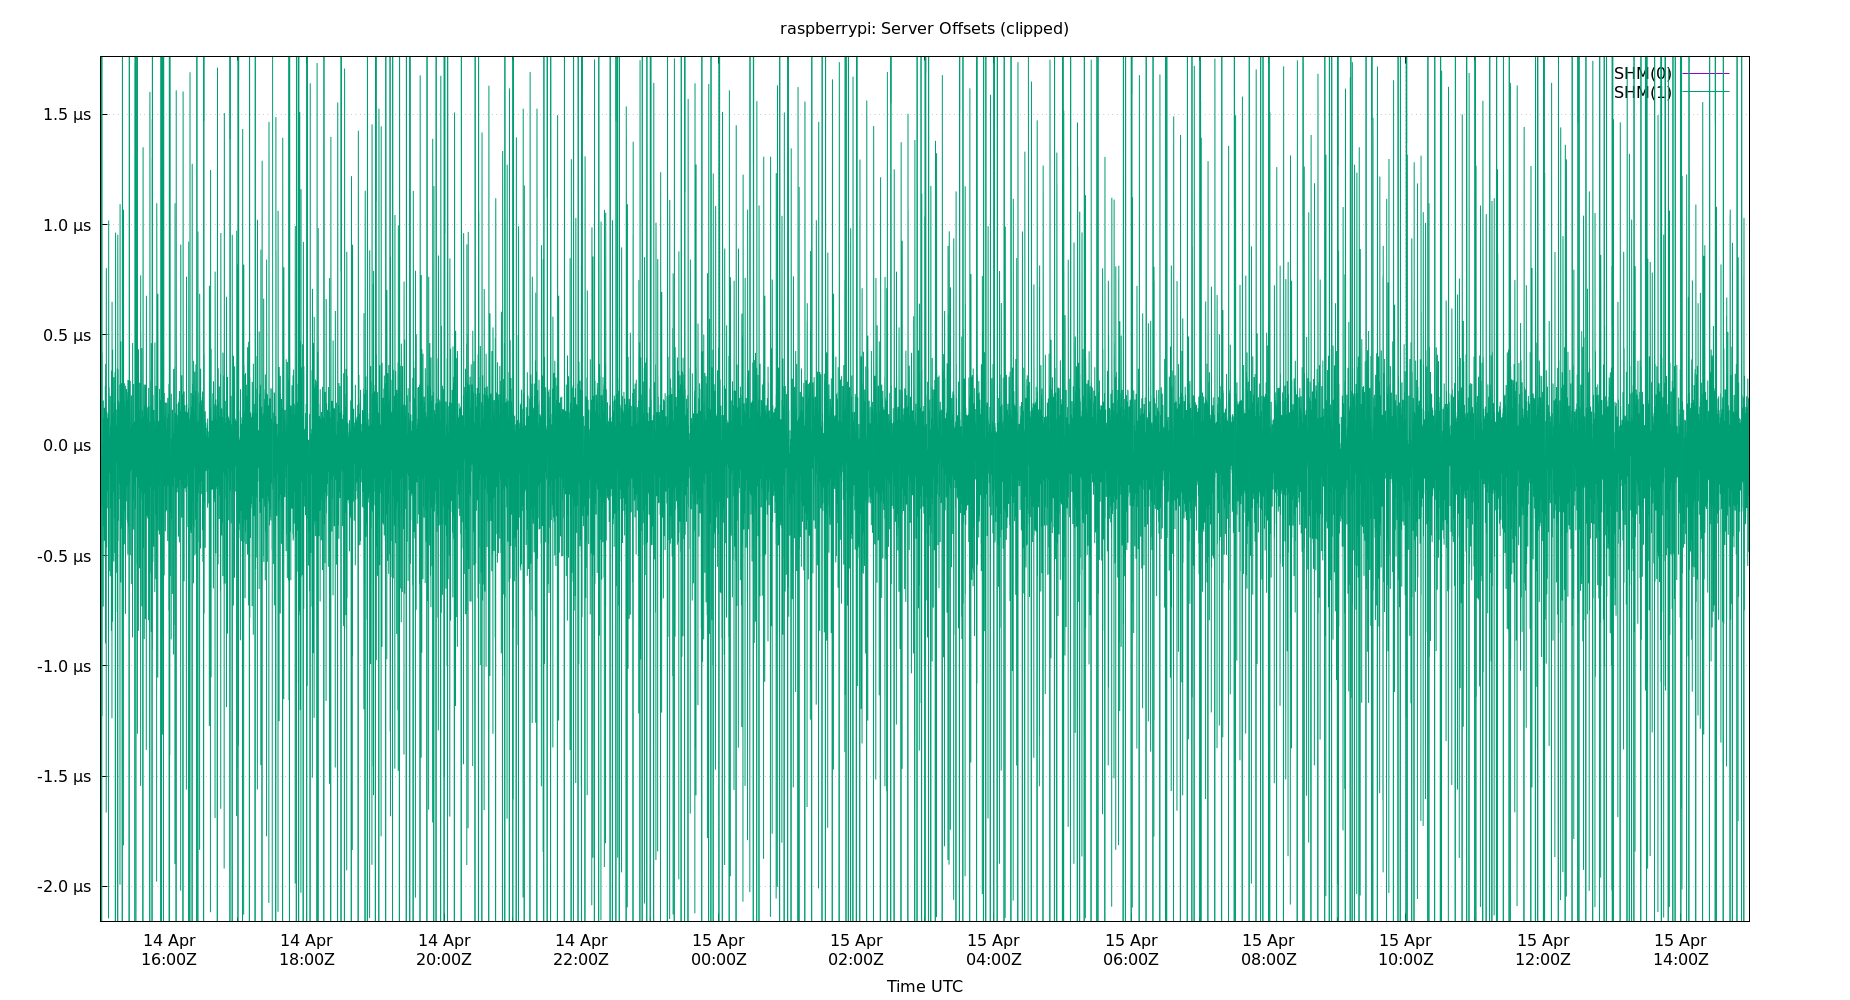 raspberrypi: Server Offsets (clipped)
SHM(0)
SHM(1)
1.5 µs
1.0 µs
0.5 µs
0.0 µs
-0.5 µs
-1.0 µs
-1.5 µs
-2.0 µs
14 Apr 14 Apr 14 Apr 14 Apr 15 Apr 15 Apr 15 Apr 15 Apr 15 Apr 15 Apr 15 Apr 15 Apr
16:00Z 18:00Z 20:00Z 22:00Z 00:00Z 02:00Z 04:00Z 06:00Z 08:00Z 10:00Z 12:00Z 14:00Z
Time UTC